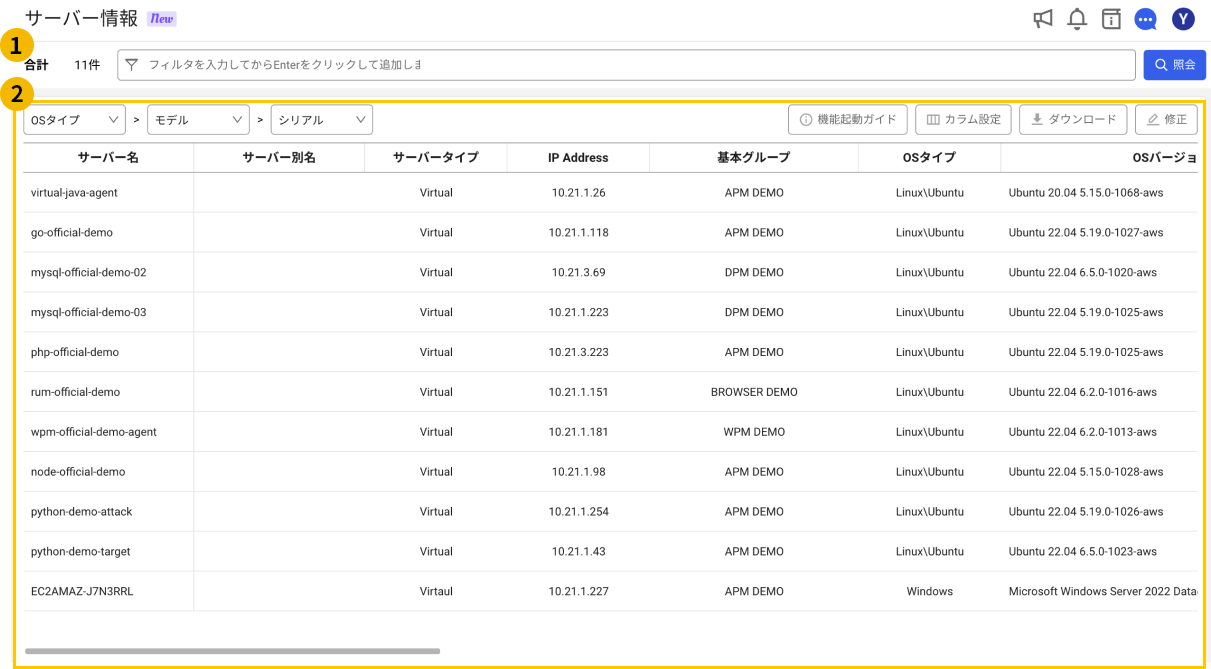 サーバー情報 New
Y
1
合計 11件 フィルタを入力してからEnterをクリックして追加しま 照会
2
OSタイプ > モデル > シリアル 機能起動ガイド カラム設定 ダウンロード 修正
サーバー名 サーバー別名 サーバータイプ IP Address 基本グループ OSタイプ OSバージョ
virtual-java-agent Virtual 10.21.1.26 APM DEMO Linux\Ubuntu Ubuntu 20.04 5.15.0-1068-aws
go-official-demo Virtual 10.21.1.118 APM DEMO Linux\Ubuntu Ubuntu 22.04 5.19.0-1027-aws
mysql-official-demo-02 Virtual 10.21.3.69 DPM DEMO Linux\Ubuntu Ubuntu 22.04 6.5.0-1020-aws
mysql-official-demo-03 Virtual 10.21.1.223 DPM DEMO Linux\Ubuntu Ubuntu 22.04 5.19.0-1025-aws
php-official-demo Virtual 10.21.3.223 APM DEMO Linux\Ubuntu Ubuntu 22.04 5.19.0-1025-aws
rum-official-demo Virtual 10.21.1.151 BROWSER DEMO Linux\Ubuntu Ubuntu 22.04 6.2.0-1016-aws
wpm-official-demo-agent Virtual 10.21.1.181 WPM DEMO Linux\Ubuntu Ubuntu 22.04 6.2.0-1013-aws
node-official-demo Virtual 10.21.1.98 APM DEMO Linux\Ubuntu Ubuntu 22.04 5.15.0-1028-aws
python-demo-attack Virtual 10.21.1.254 APM DEMO Linux\Ubuntu Ubuntu 22.04 5.19.0-1026-aws
python-demo-target Virtual 10.21.1.43 APM DEMO Linux\Ubuntu Ubuntu 22.04 6.5.0-1023-aws
EC2AMAZ-J7N3RRL Virtaul 10.21.1.227 APM DEMO Windows Microsoft Windows Server 2022 Data